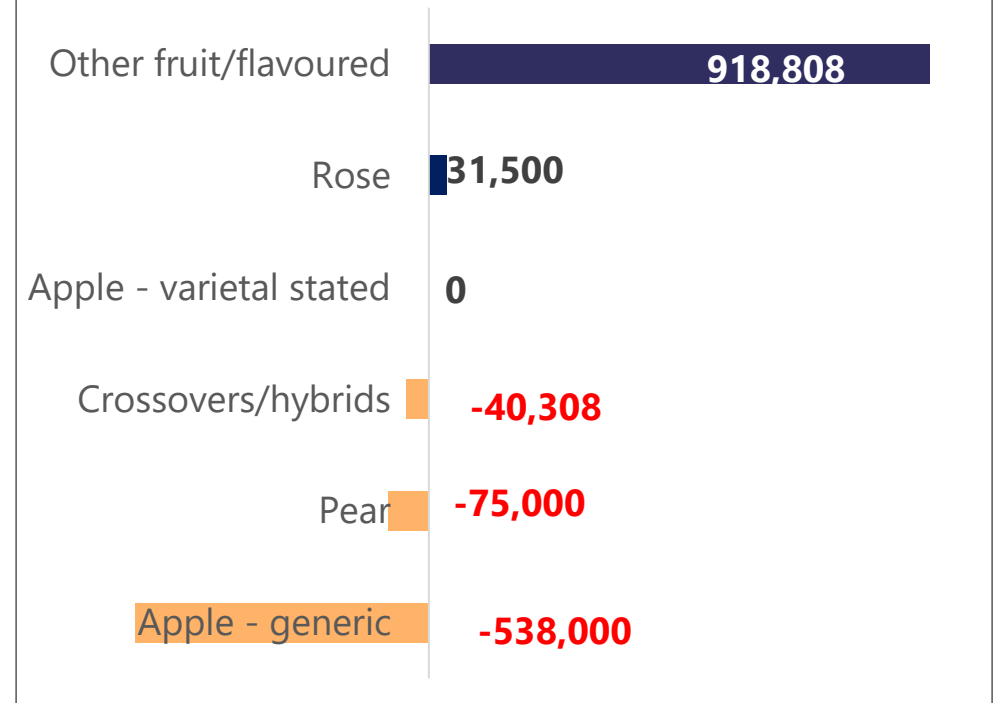 Other fruit/flavoured 918,808
Rose 31,500
Apple - varietal stated 0
Crossovers/hybrids -40,308
Pear -75,000
Apple - generic -538,000